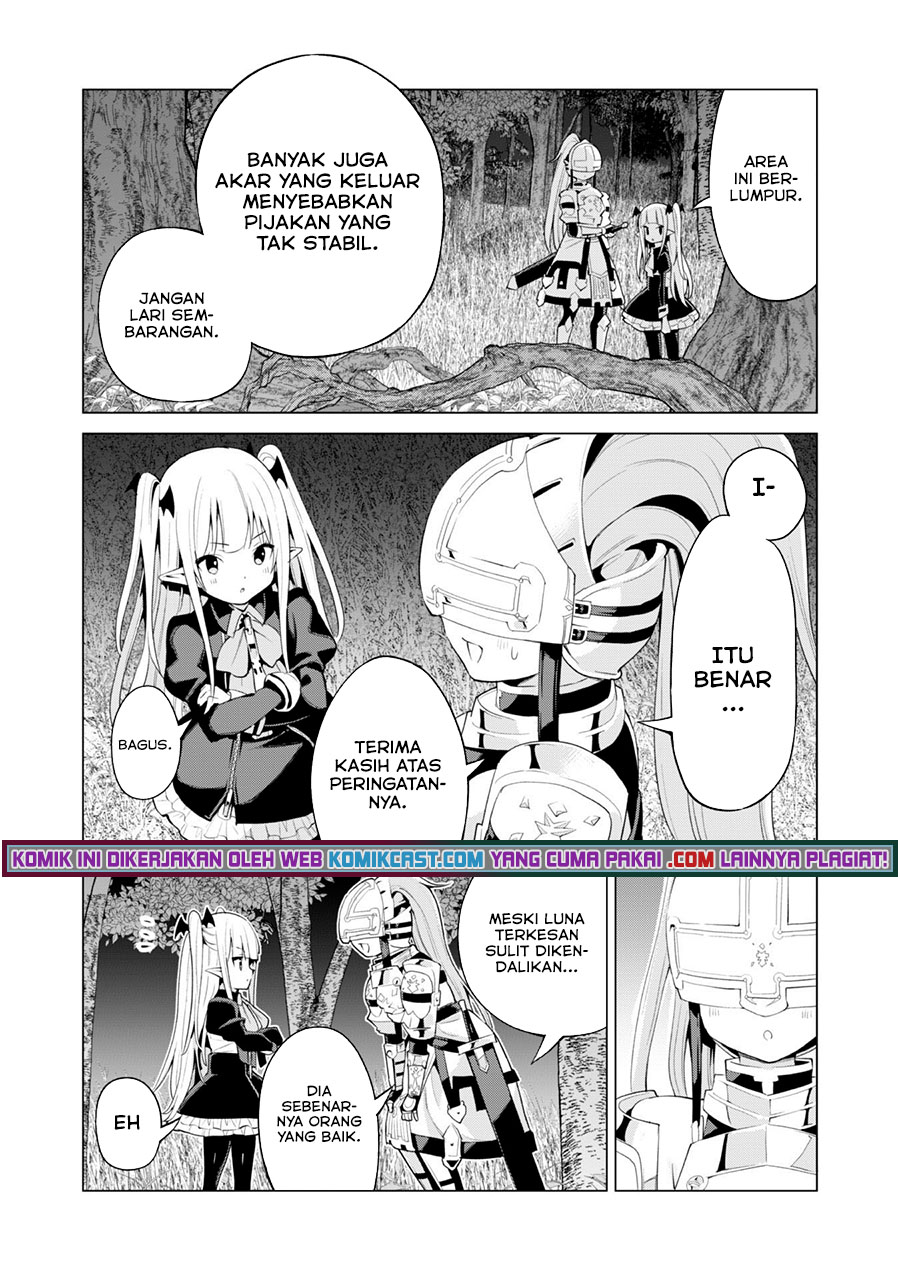 AREA
INI BER-
LUMPUR.
BANYAK JUGA
AKAR YANG KELUAR
MENYEBABKAN
PIJAKAN YANG
TAK STABIL.
JANGAN
LARI SEM-
BARANGAN.
I-
ITU
BENAR
...
TERIMA
KASIH ATAS
PERINGATAN-
NYA.
BAGUS.
KOMIK INI DIKERJAKAN OLEH WEB KOMIKCAST.COM YANG CUMA PAKAI .COM LAINNYA PLAGIAT!
MESKI LUNA
TERKESAN
SULIT DIKEN-
DALIKAN...
DIA
SEBENAR-
NYA ORANG
YANG BAIK.
EH